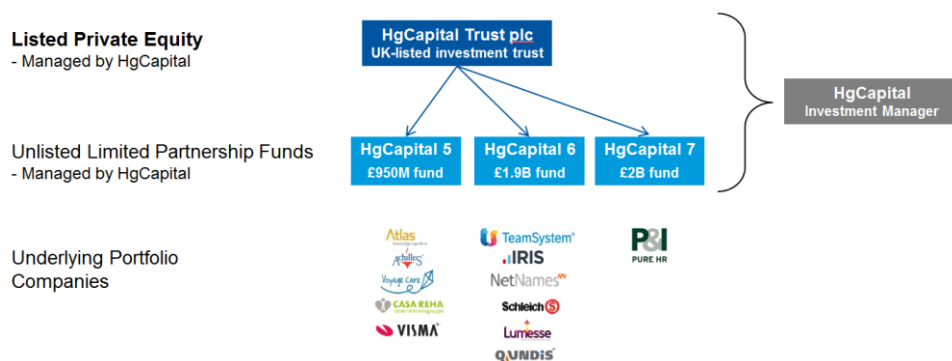 Listed Private Equity
- Managed by HgCapital
HgCapital Trust plc
UK-listed investment trust
HgCapital
Investment Manager
Unlisted Limited Partnership Funds
- Managed by HgCapital
HgCapital 5
£950M fund
HgCapital 6
£1.9B fund
HgCapital 7
£2B fund
Underlying Portfolio
Companies
Atlas
Achilles
Voyage Care
CASA REHA
VISMA
TeamSystem
IRIS
NetNames
Schleich S
Lumesse
QUNDIS
P&I
PURE HR